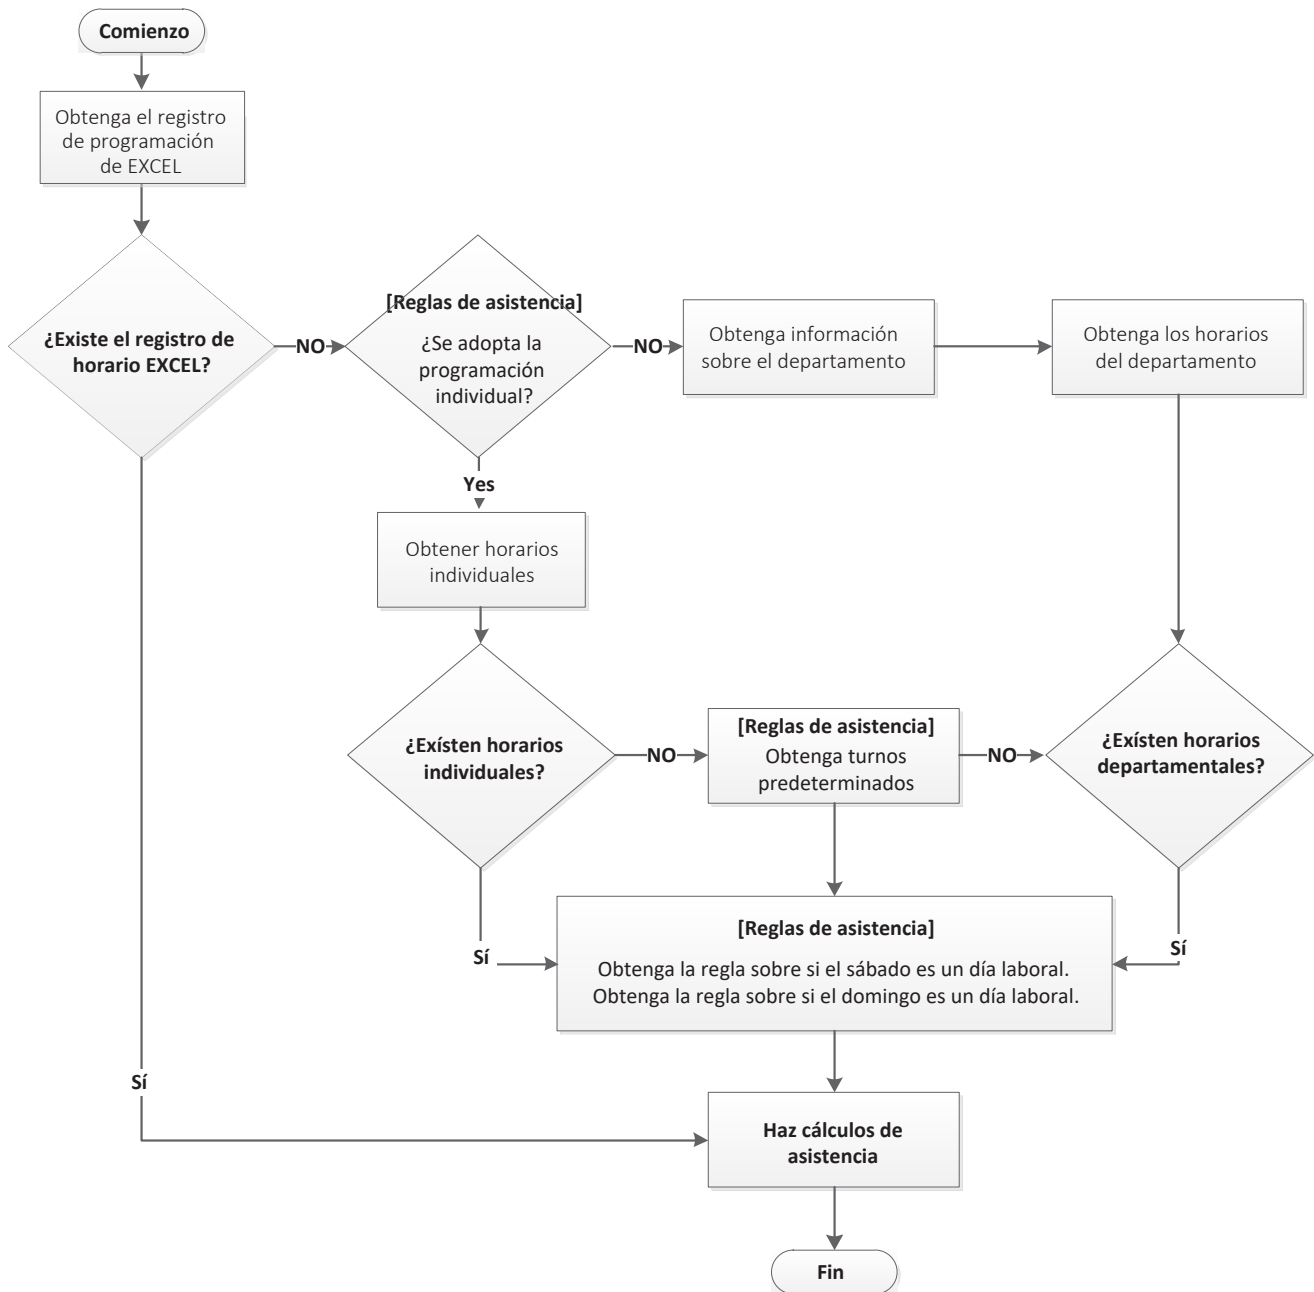 Comienzo
Obtenga el registro
de programación
de EXCEL
¿Existe el registro de
horario EXCEL?
NO
[Reglas de asistencia]
¿Se adopta la
programación
individual?
NO
Obtenga información
sobre el departamento
Obtenga los horarios
del departamento
Yes
Obtener horarios
individuales
¿Exísten horarios
individuales?
NO
[Reglas de asistencia]
Obtenga turnos
predeterminados
NO
¿Exísten horarios
departamentales?
Sí
[Reglas de asistencia]
Obtenga la regla sobre si el sábado es un día laboral.
Obtenga la regla sobre si el domingo es un día laboral.
Sí
Sí
Haz cálculos de
asistencia
Fin